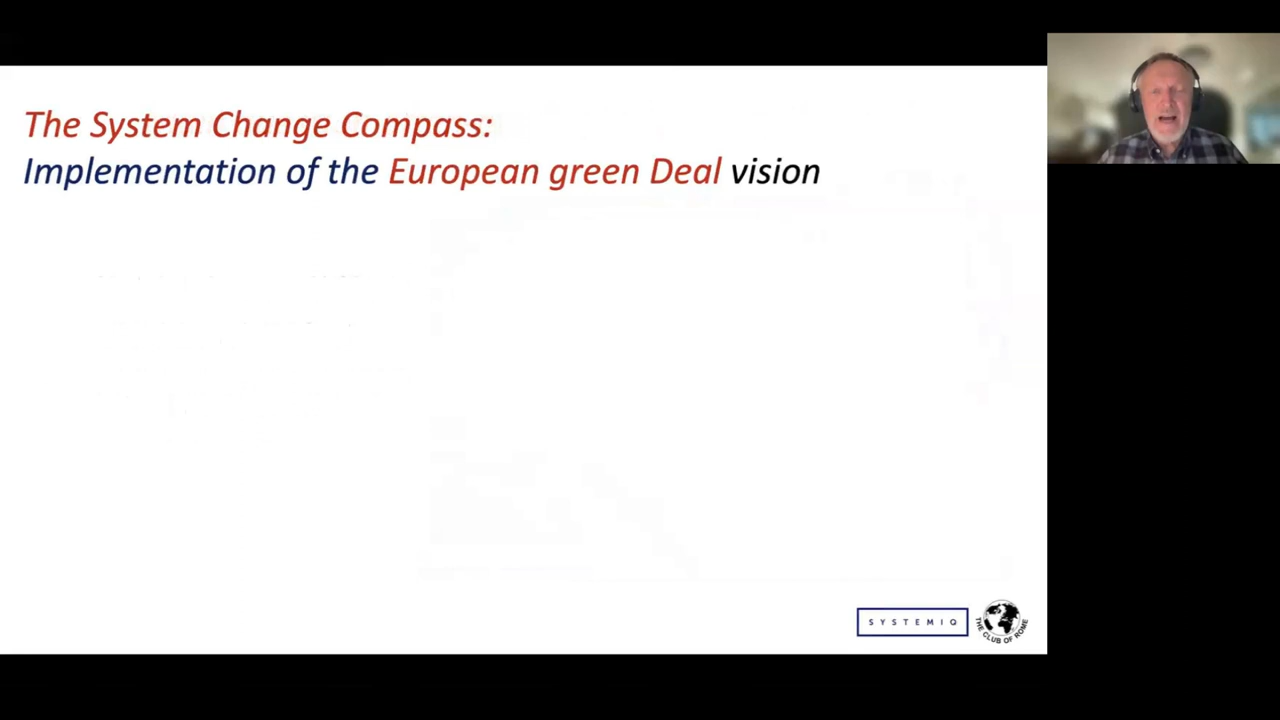 The System Change Compass:
Implementation of the European green Deal vision
SYSTEMIQ
THE CLUB OF ROME